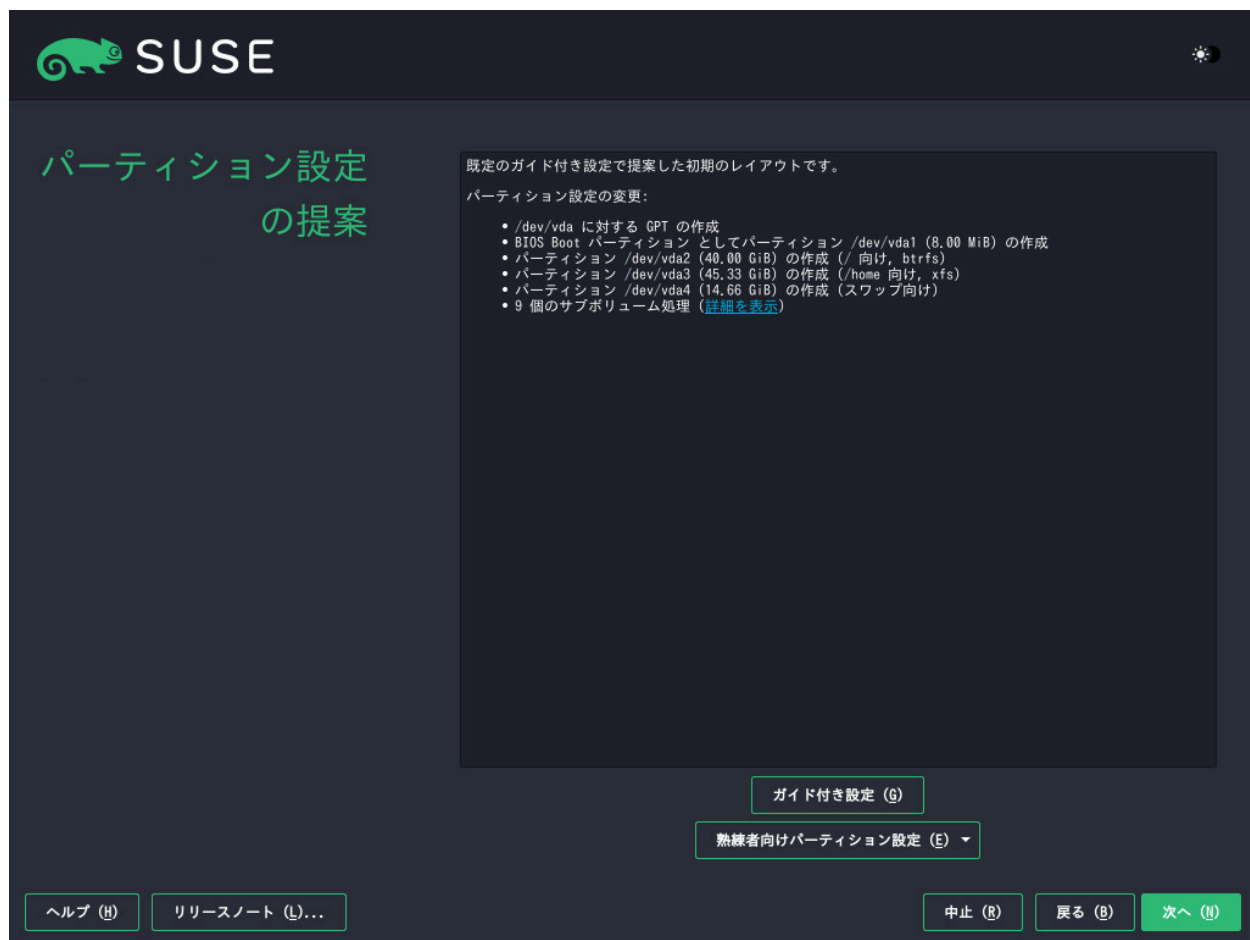 SUSE
パーティション設定
の提案
既定のガイド付き設定で提案した初期のレイアウトです。
パーティション設定の変更:
• /dev/vda に対する GPT の作成
• BIOS Boot パーティション としてパーティション /dev/vda1 (8.00 MiB) の作成
• パーティション /dev/vda2 (40.00 GiB) の作成 (/ 向け, btrfs)
• パーティション /dev/vda3 (45.33 GiB) の作成 (/home 向け, xfs)
• パーティション /dev/vda4 (14.66 GiB) の作成 (スワップ向け)
• 9 個のサブボリューム処理 (詳細を表示)
ガイド付き設定 (G)
熟練者向けパーティション設定 (E)
ヘルプ (H) リリースノート (L)... 中止 (R) 戻る (B) 次へ (N)